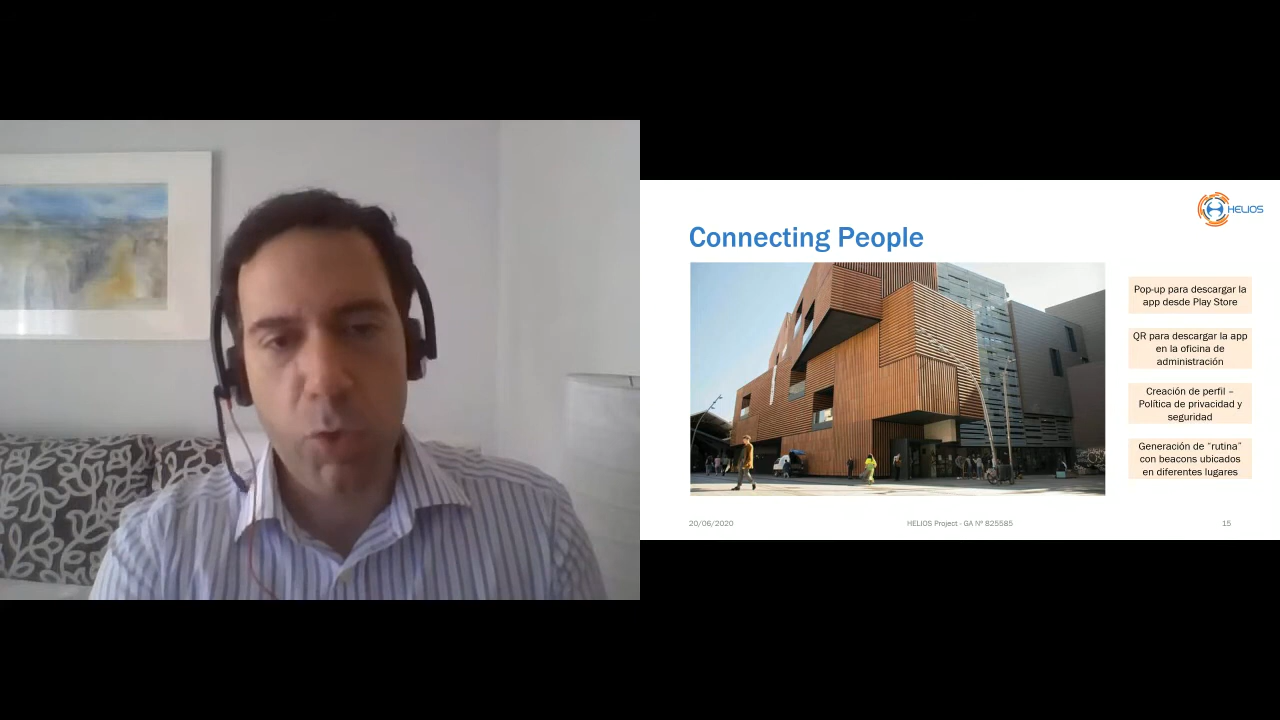 HELIOS
Connecting People
Pop-up para descargar la
app desde Play Store
QR para descargar la app
en la oficina de
administración
Creación de perfil –
Política de privacidad y
seguridad
Generación de "rutina"
con beacons ubicados
en diferentes lugares
20/06/2020
HELIOS Project - GA Nº 825585
15